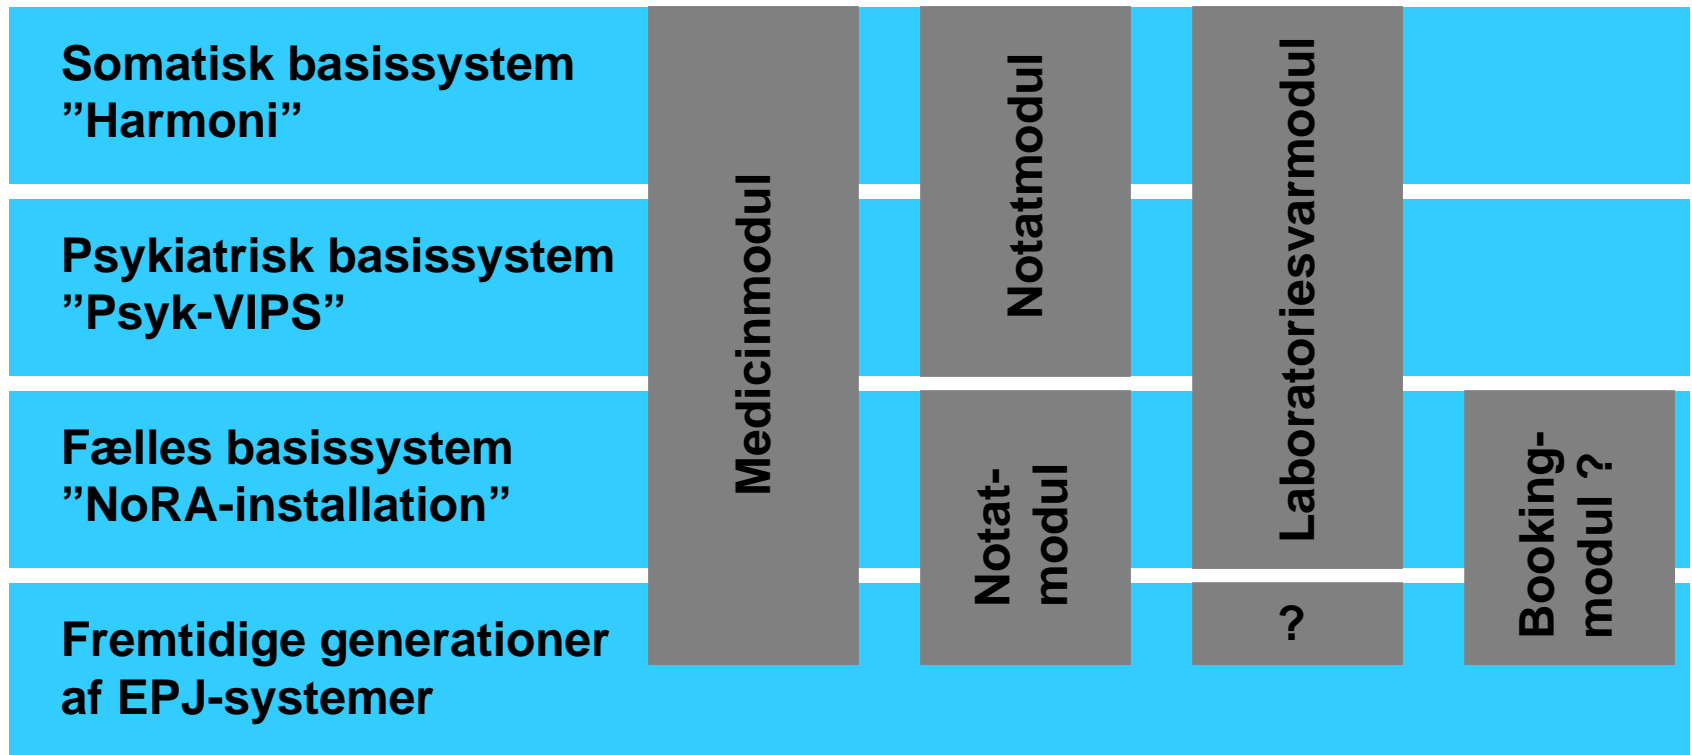 Somatisk basissystem
”Harmoni”
Psykiatrisk basissystem
”Psyk-VIPS”
Fælles basissystem
”NoRA-installation”
Fremtidige generationer
af EPJ-systemer
Medicinmodul
Notatmodul
Notat-
modul
Laboratoriesvarmodul
?
Booking-
modul ?